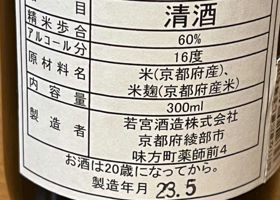 目 清酒
精米歩合 60%
アルコール分 16度
原材料名 米(京都府産)、
米麹(京都府産米)
内容量 300ml
製造者 若宮酒造株式会社
京都府綾部市
味方町薬師前4
お酒は20歳になってから。
製造年月 23.5